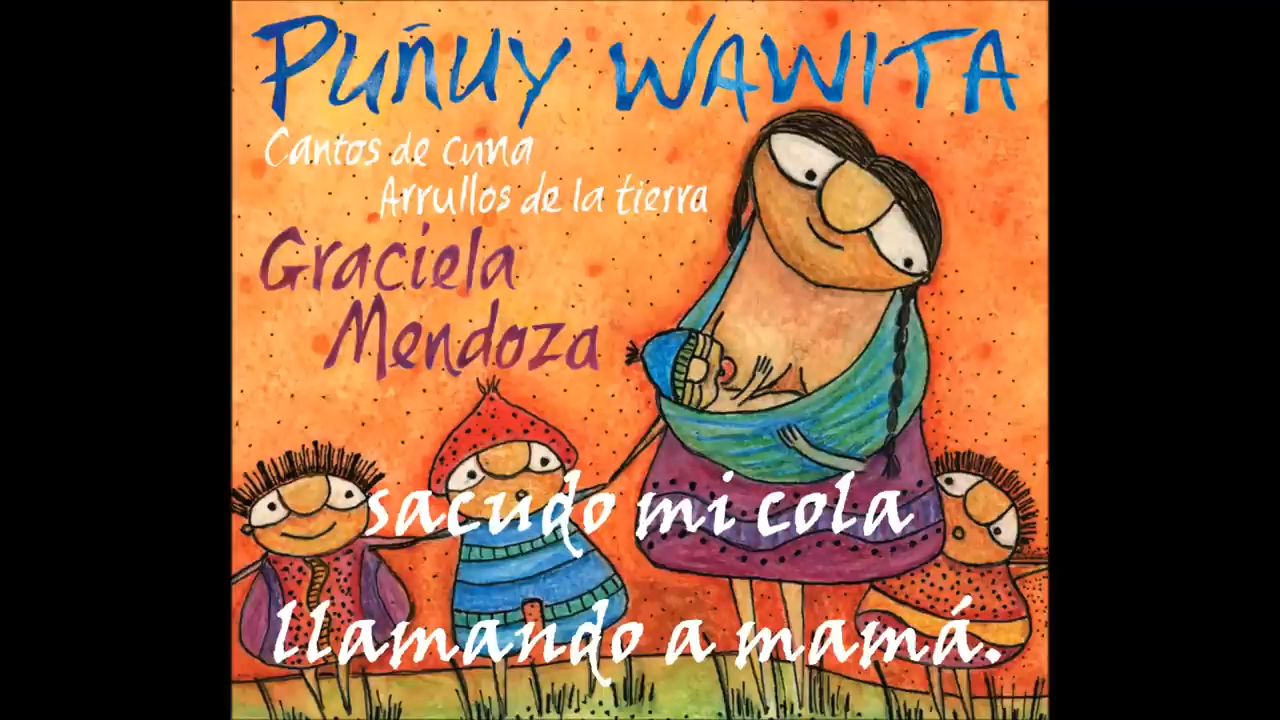 PUÑUY WAWITA
Cantos de cuna
Arrullos de la tierra
Graciela
Mendoza
sacudo mi cola
llamando a mamá.